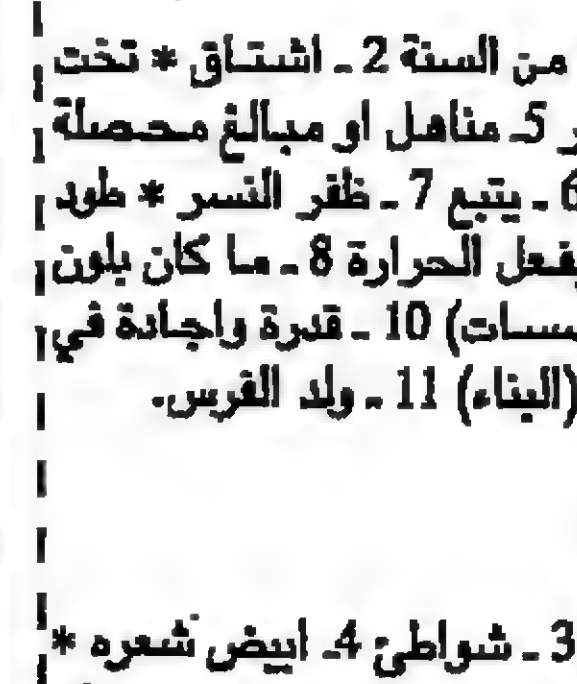 من السنة 2 ـ اشتاق * تخت
5ـ مناهل او مبالغ محصلة
6 ـ يتبع 7 ـ ظفر النسر * طود
بفعل الحرارة 8 ـ ما كان بلون
10 ـ قدرة واجادة في
(البناء) 11 ـ ولد الفرس.
3 ـ شواطئ 4ـ ابيض شعره *